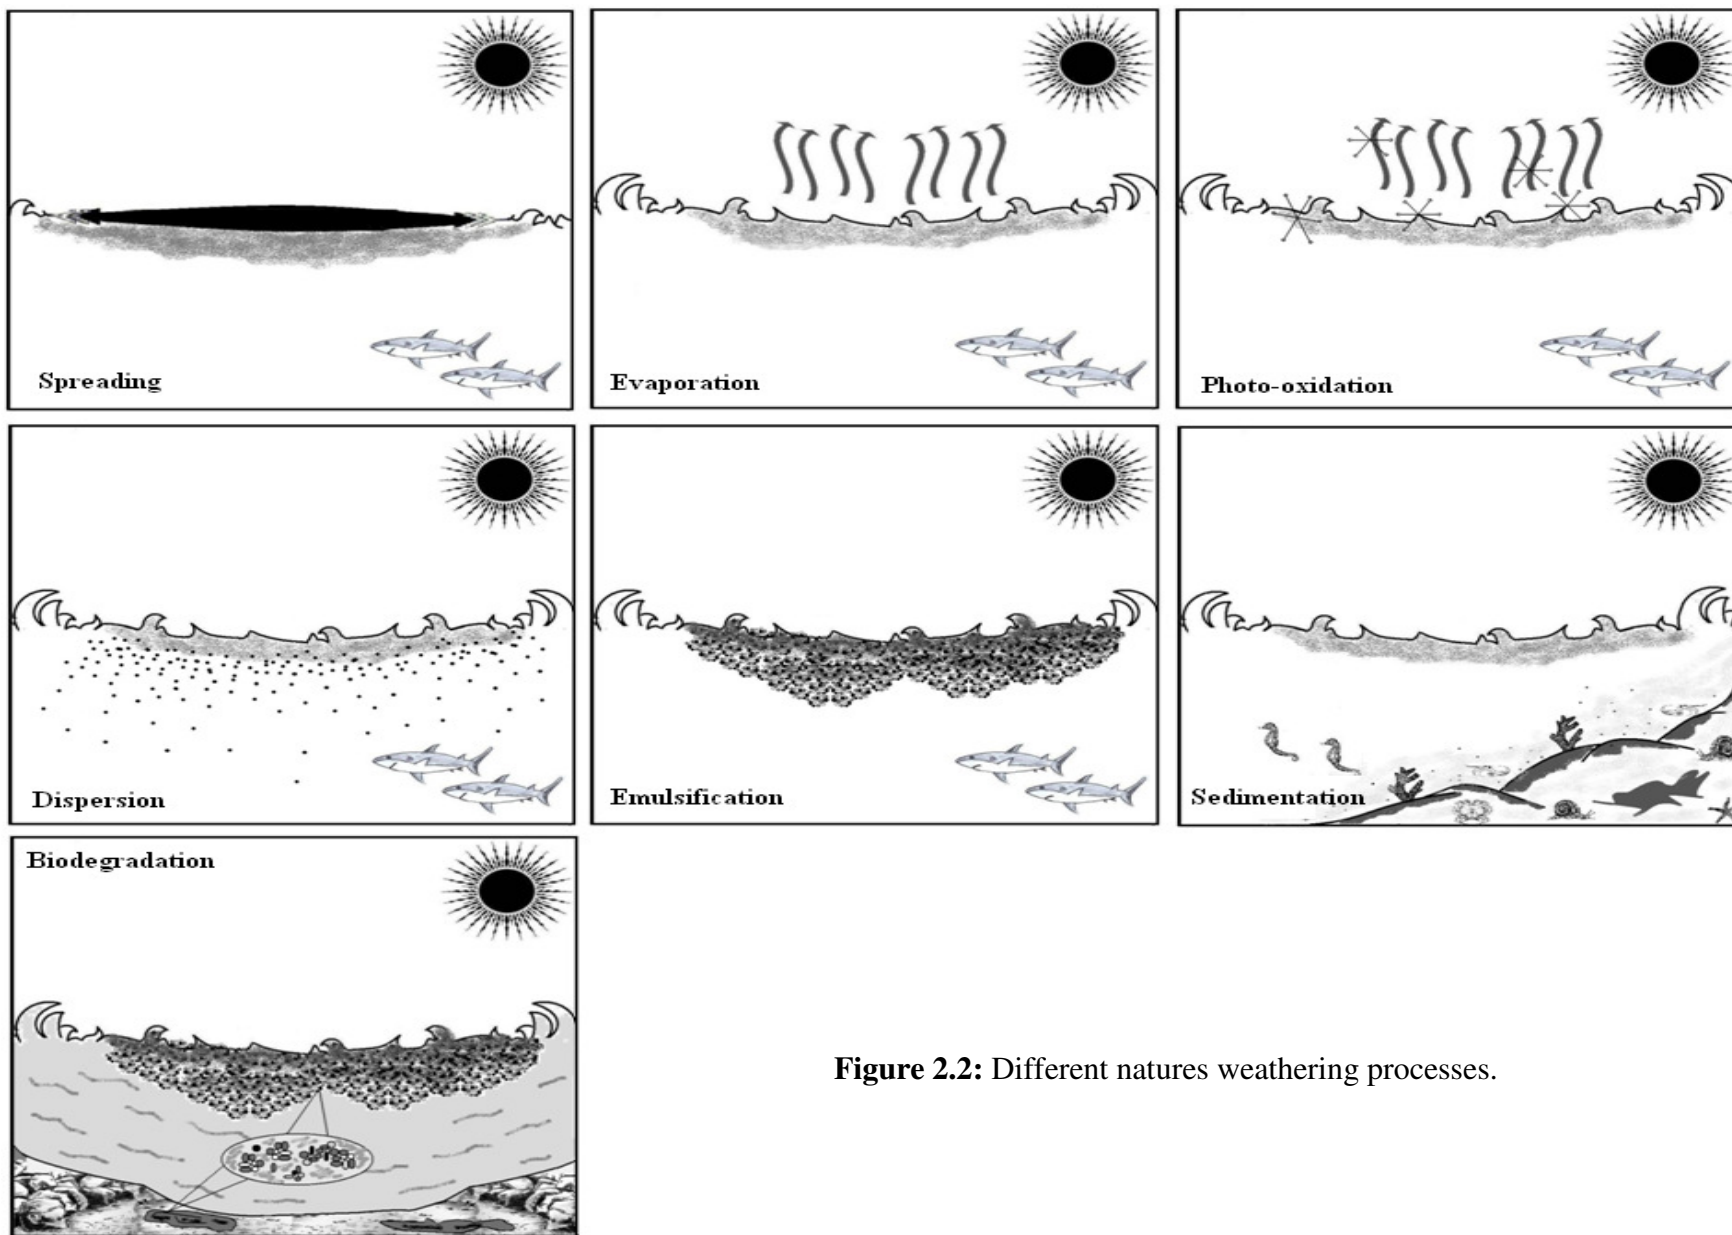 Spreading
Evaporation
Photo-oxidation
Dispersion
Emulsification
Sedimentation
Biodegradation
Figure 2.2: Different natures weathering processes.